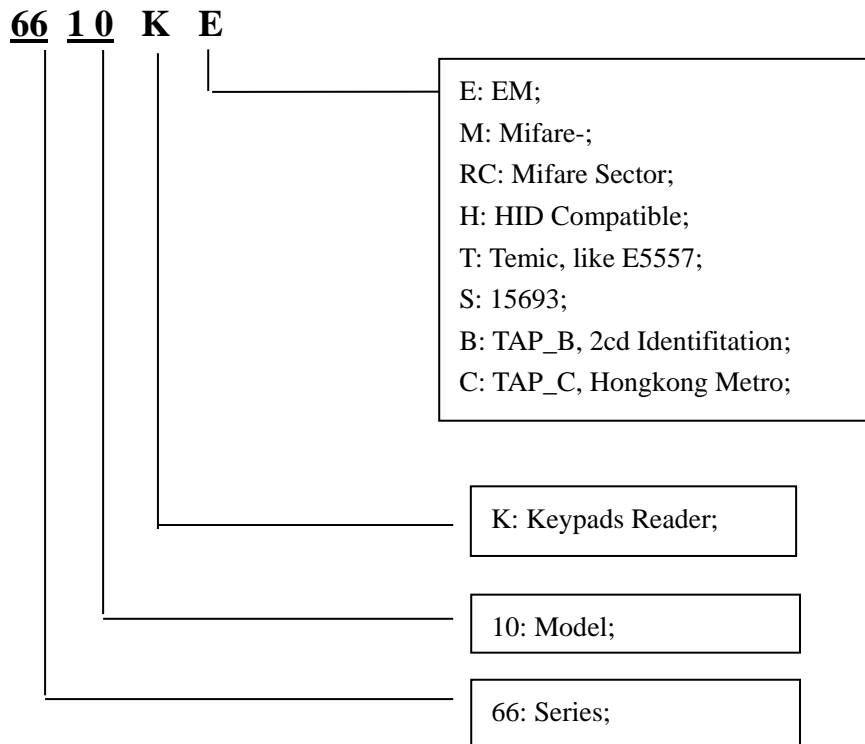 66 1 0 K E
E: EM;
M: Mifare-;
RC: Mifare Sector;
H: HID Compatible;
T: Temic, like E5557;
S: 15693;
B: TAP_B, 2cd Identifitation;
C: TAP_C, Hongkong Metro;
K: Keypads Reader;
10: Model;
66: Series;